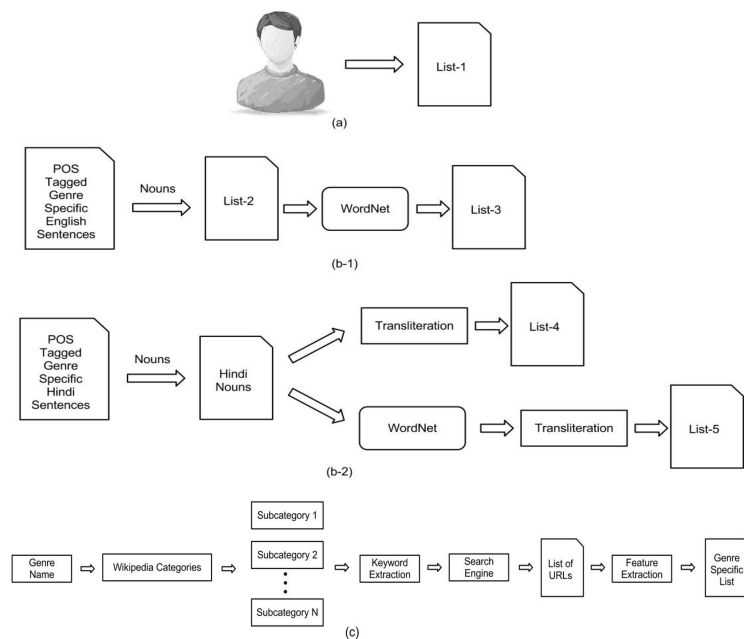 List-1
(a)
POS
Tagged
Genre
Specific
English
Sentences
Nouns
List-2
WordNet
List-3
(b-1)
POS
Tagged
Genre
Specific
Hindi
Sentences
Nouns
Hindi
Nouns
Transliteration
List-4
WordNet
Transliteration
List-5
(b-2)
Genre
Name
Wikipedia Categories
Subcategory 1
Subcategory 2
Subcategory N
Keyword
Extraction
Search
Engine
List of
URLs
Feature
Extraction
Genre
Specific
List
(c)